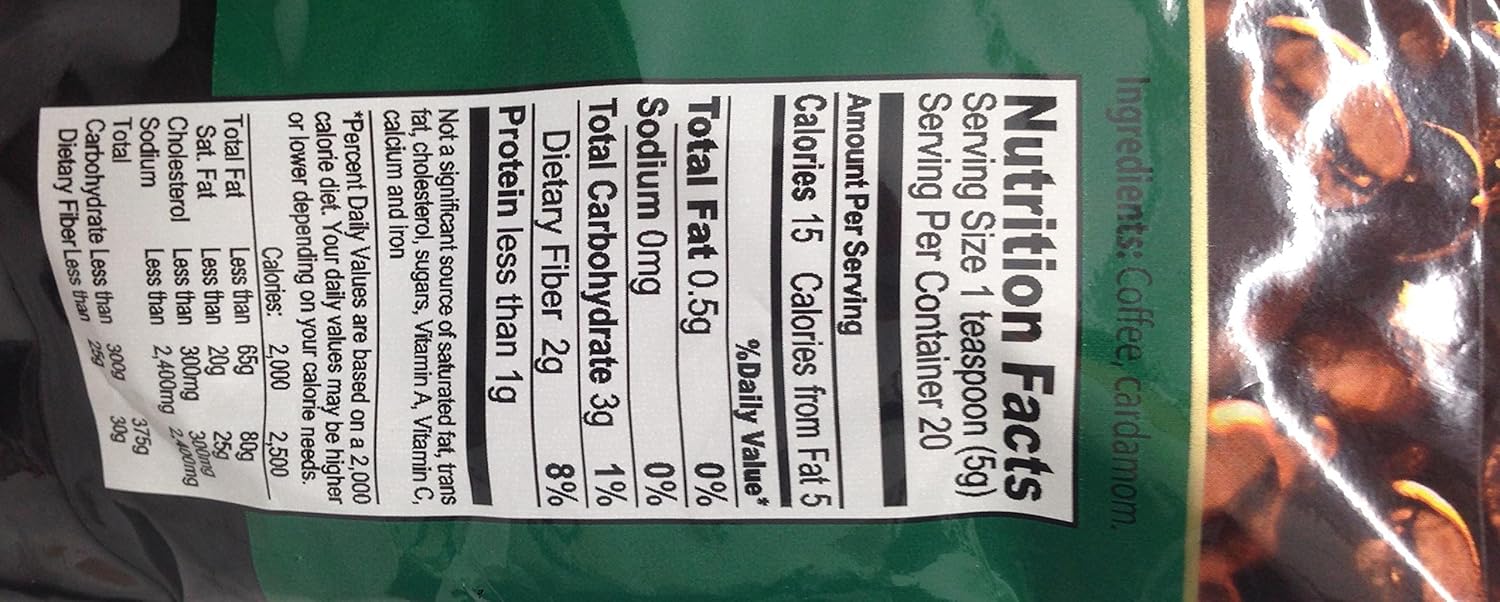 Ingredients: Coffee, Cardamom.
Nutrition Facts
Serving Size 1 teaspoon (5g)
Serving Per Container 20
Amount Per Serving
Calories 15 Calories from Fat 5
%Daily Value*
Total Fat 0.5g 0%
Sodium 0mg 0%
Total Carbohydrate 3g 1%
Dietary Fiber 2g 8%
Protein less than 1g
Not a significant source of saturated fat, trans
fat, cholesterol, sugars, Vitamin A, Vitamin C,
calcium and iron
*Percent Daily Values are based on a 2,000
calorie diet. Your daily values may be higher
or lower depending on your calorie needs.
Calories: 2,000 2,500
Total Fat Less than 65g 80g
Sat. Fat Less than 20g 25g
Cholesterol Less than 300mg 300mg
Sodium Less than 2,400mg 2,400mg
Total
Carbohydrate Less than 300g 375g
Dietary Fiber Less than 25g 30g